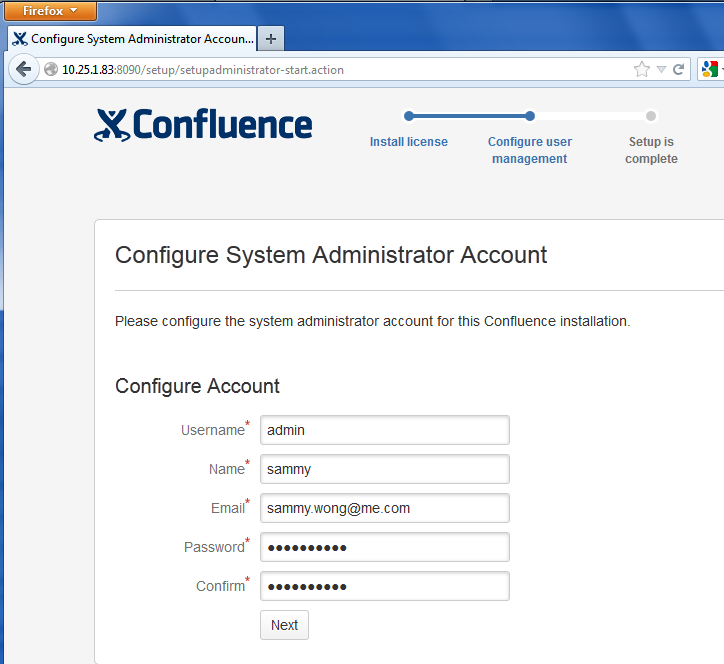 Firefox
Configure System Administrator Accoun...
10.25.1.83:8090/setup/setupadministrator-start.action
Confluence
Install license
Configure user
management
Setup is
complete
Configure System Administrator Account
Please configure the system administrator account for this Confluence installation.
Configure Account
Username* admin
Name* sammy
Email* sammy.wong@me.com
Password* ●●●●●●●●●●
Confirm* ●●●●●●●●●●
Next